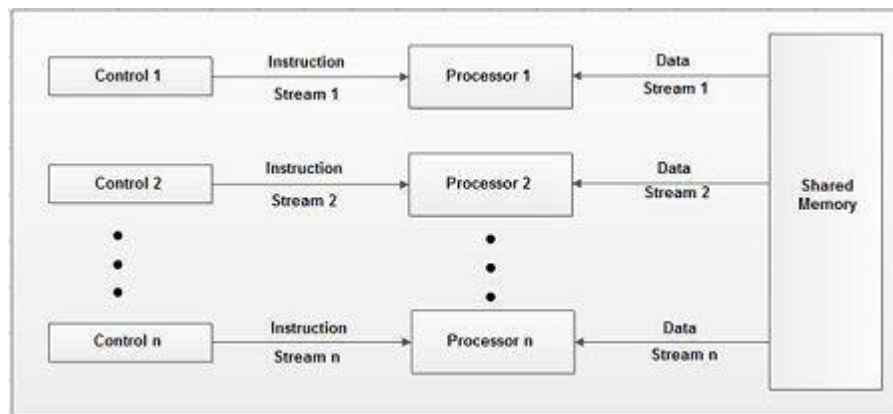 Control 1
Instruction
Stream 1
Processor 1
Data
Stream 1
Control 2
Instruction
Stream 2
Processor 2
Data
Stream 2
Shared
Memory
Control n
Instruction
Stream n
Processor n
Data
Stream n